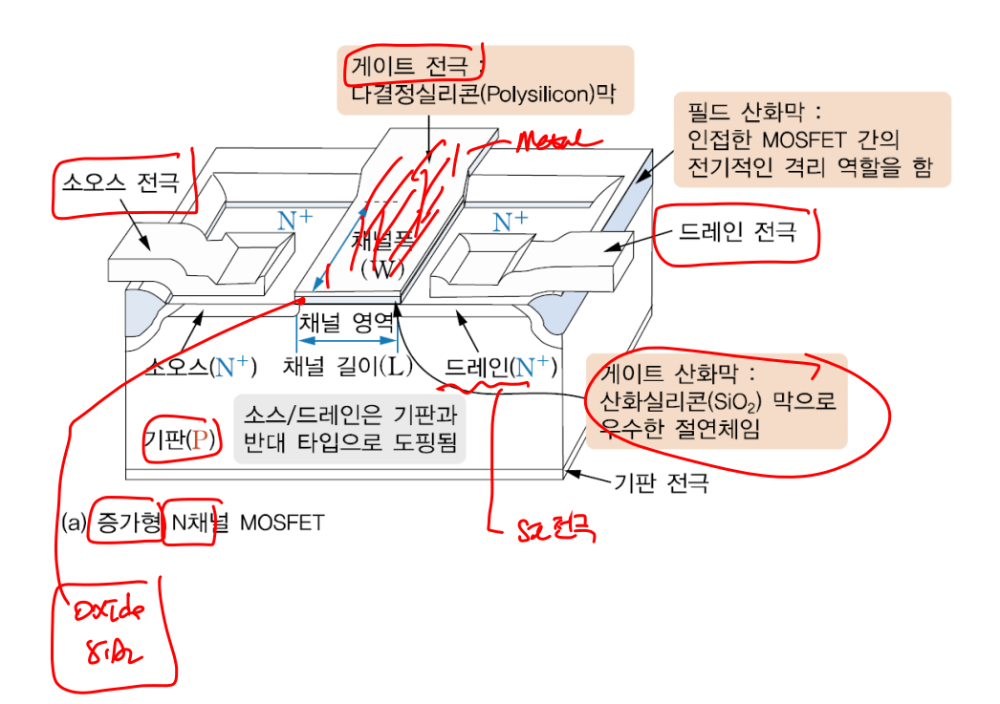 게이트 전극 :
다결정실리콘(Polysilicon)막
Metal
필드 산화막 :
인접한 MOSFET 간의
전기적인 격리 역할을 함
소오스 전극
N+
N+
드레인 전극
채널폭
(W)
채널 영역
소오스(N+)
채널 길이(L)
드레인(N+)
게이트 산화막 :
산화실리콘(SiO₂) 막으로
우수한 절연체임
기판(P)
소스/드레인은 기판과
반대 타입으로 도핑됨
기판 전극
(a) 증가형 N채널 MOSFET
전극
Oxide
SiO₂